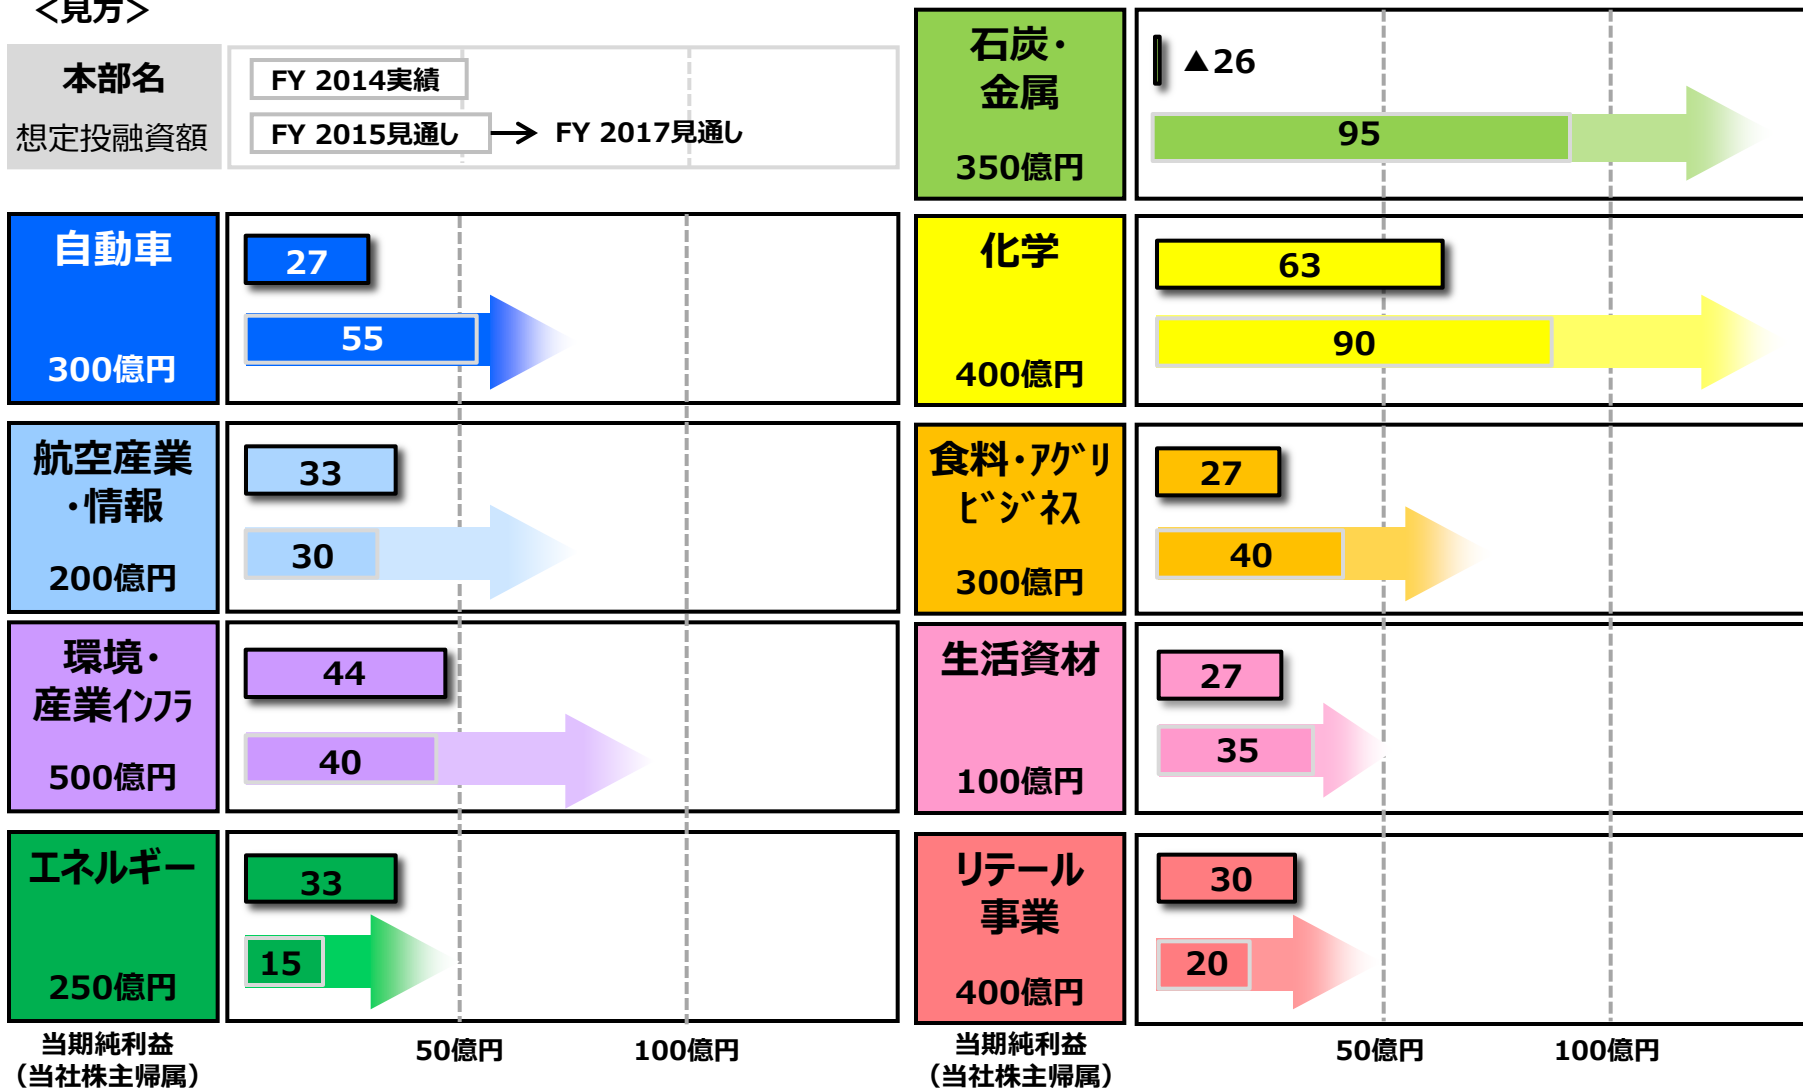 <見方>
本部名
想定投融資額
FY 2014実績
FY 2015見通し
FY 2017見通し
自動車
300億円
27
55
航空産業
・情報
200億円
33
30
環境・
産業ｲﾝﾌﾗ
500億円
44
40
エネルギー
250億円
33
15
当期純利益
(当社株主帰属)
50億円
100億円
石炭・
金属
350億円
▲26
95
化学
400億円
63
90
食料・ｱｸﾞﾘ
ﾋﾞｼﾞﾈｽ
300億円
27
40
生活資材
100億円
27
35
リテール
事業
400億円
30
20
当期純利益
(当社株主帰属)
50億円
100億円